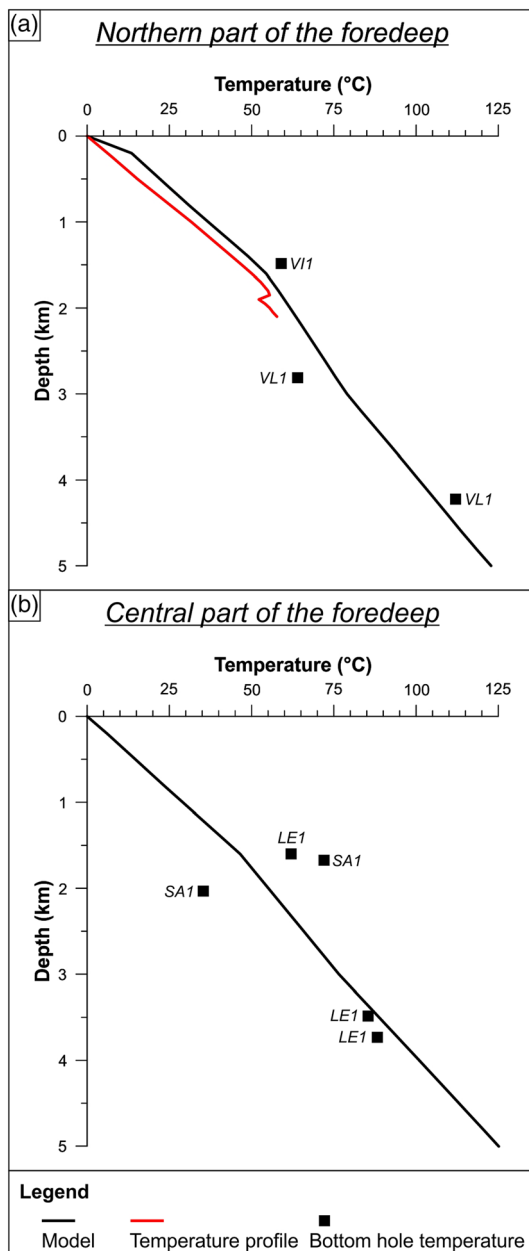 (a)
Northern part of the foredeep
Temperature (°C)
0 25 50 75 100 125
Depth (km)
0
1
2
3
4
5
VI1
VL1
VL1
(b)
Central part of the foredeep
Temperature (°C)
0 25 50 75 100 125
Depth (km)
0
1
2
3
4
5
LE1
SA1
SA1
LE1
LE1
Legend
Model Temperature profile Bottom hole temperature